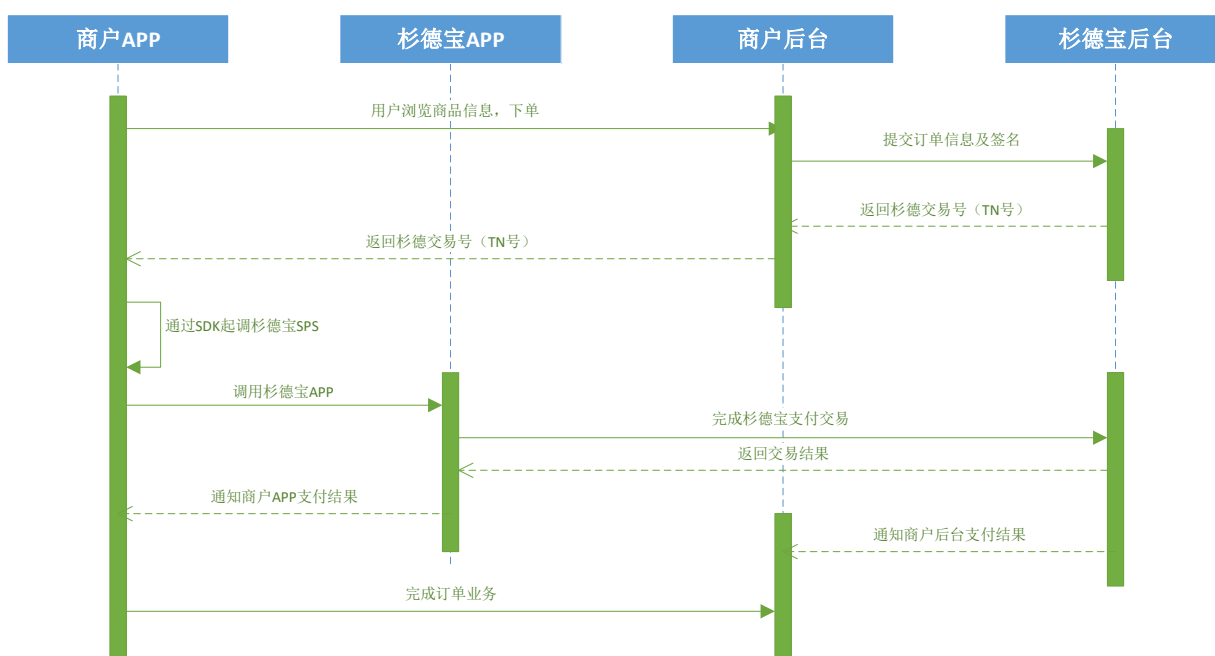 商户APP
杉德宝APP
商户后台
杉德宝后台
用户浏览商品信息，下单
提交订单信息及签名
返回杉德交易号（TN号）
返回杉德交易号（TN号）
通过SDK起调杉德宝SPS
调用杉德宝APP
完成杉德宝支付交易
返回交易结果
通知商户APP支付结果
通知商户后台支付结果
完成订单业务